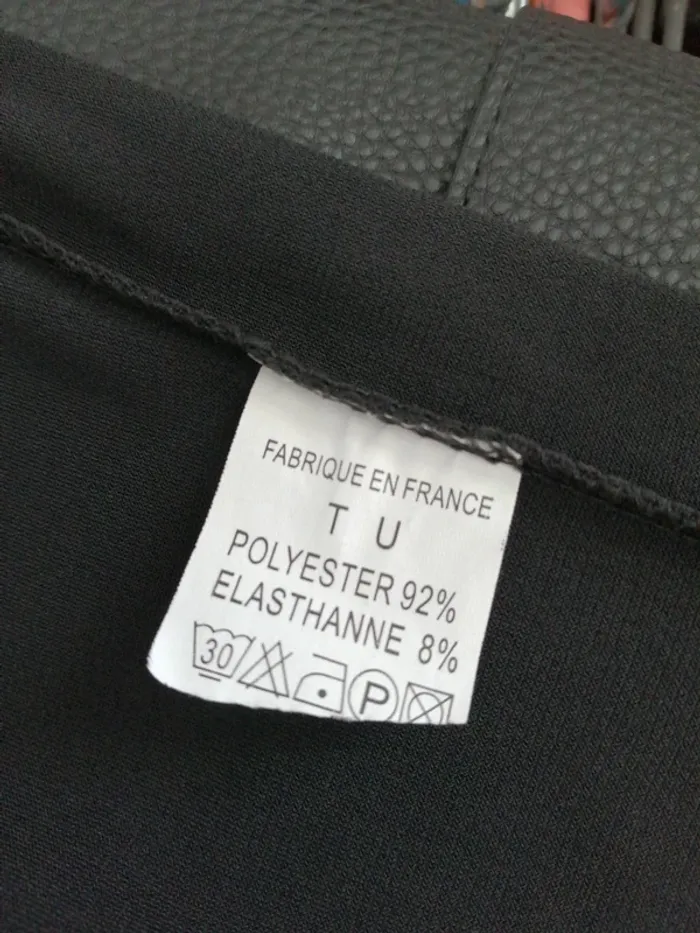 FABRIQUE EN FRANCE
T U
POLYESTER 92%
ELASTHANNE 8%
30 P